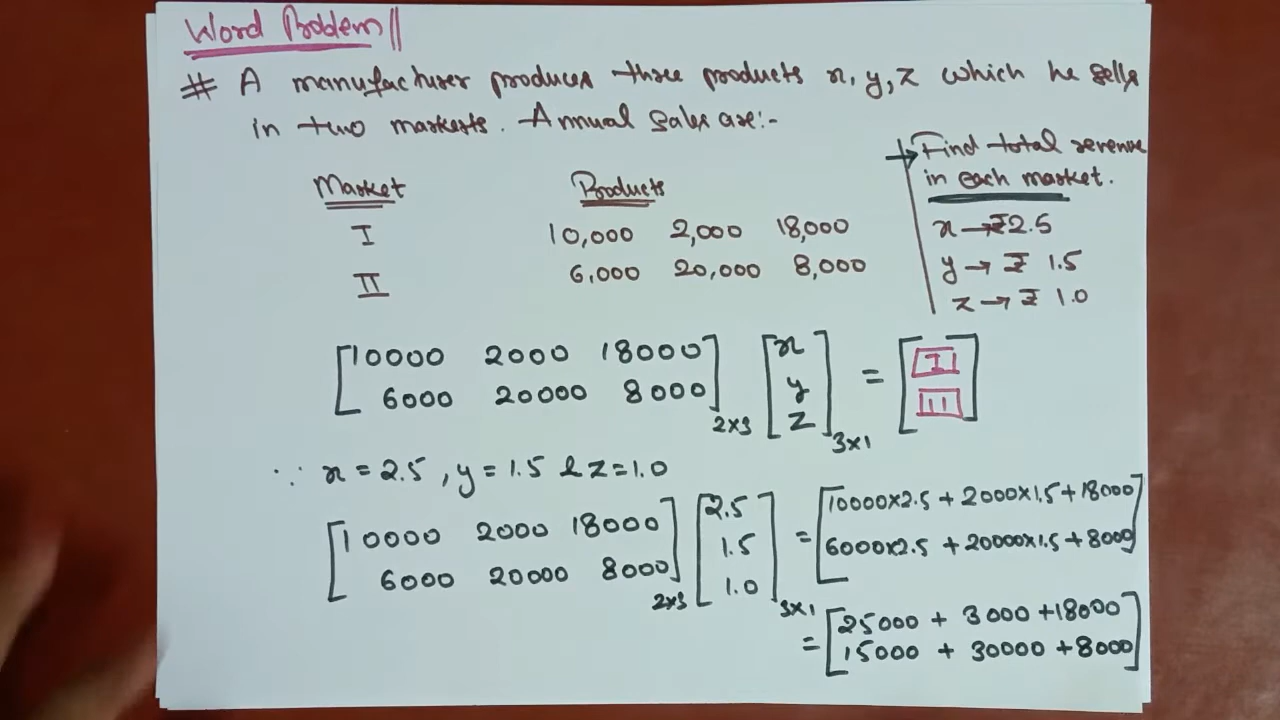 Word Problem ||
# A manufacturer produces three products x, y, z which he sells
in two markets. Annual sales are:-
→ Find total revenue
in each market.
x → ₹2.5
y → ₹ 1.5
z → ₹ 1.0
Market Products
I 10,000 2,000 18,000
II 6,000 20,000 8,000
[10000 2000 18000] [x] = [I]
[6000 20000 8000]2×3 [y] [II]
[z]3×1
∵ x = 2.5, y = 1.5 & z = 1.0
[10000 2000 18000] [2.5] = [10000×2.5 + 2000×1.5 + 18000]
[6000 20000 8000]2×3 [1.5] [6000×2.5 + 20000×1.5 + 8000]
[1.0]3×1
= [25000 + 3000 + 18000]
[15000 + 30000 + 8000]